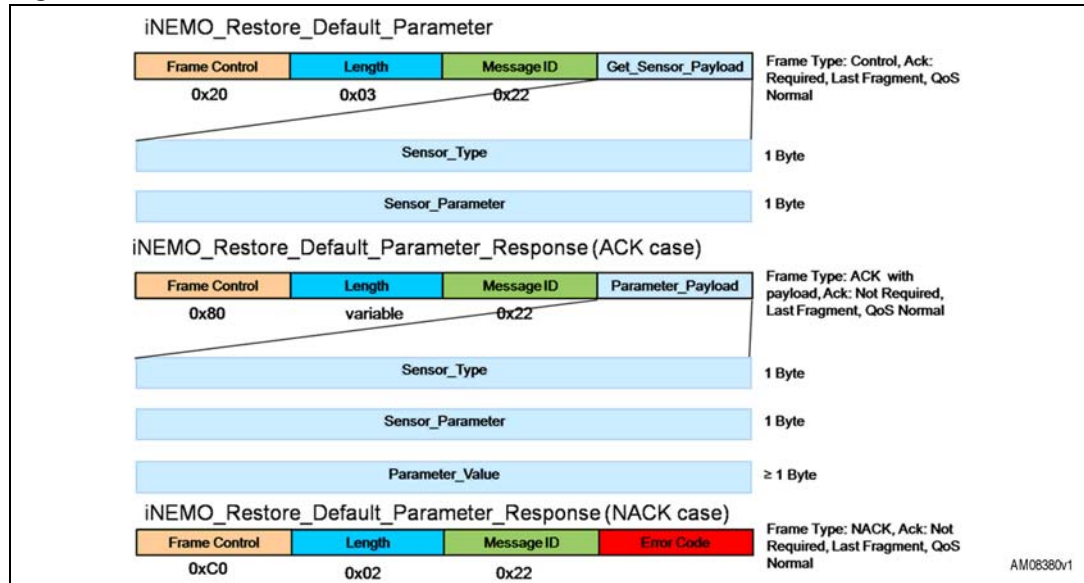 iNEMO_Restore_Default_Parameter
Frame Control Length Message ID Get_Sensor_Payload
Frame Type: Control, Ack:
Required, Last Fragment, QoS
Normal
0x20 0x03 0x22
Sensor_Type 1 Byte
Sensor_Parameter 1 Byte
iNEMO_Restore_Default_Parameter_Response (ACK case)
Frame Control Length Message ID Parameter_Payload
Frame Type: ACK with
payload, Ack: Not Required,
Last Fragment, QoS Normal
0x80 variable 0x22
Sensor_Type 1 Byte
Sensor_Parameter 1 Byte
Parameter_Value ≥ 1 Byte
iNEMO_Restore_Default_Parameter_Response (NACK case)
Frame Control Length Message ID Error Code
Frame Type: NACK, Ack: Not
Required, Last Fragment, QoS
Normal
0xC0 0x02 0x22
AM08380v1